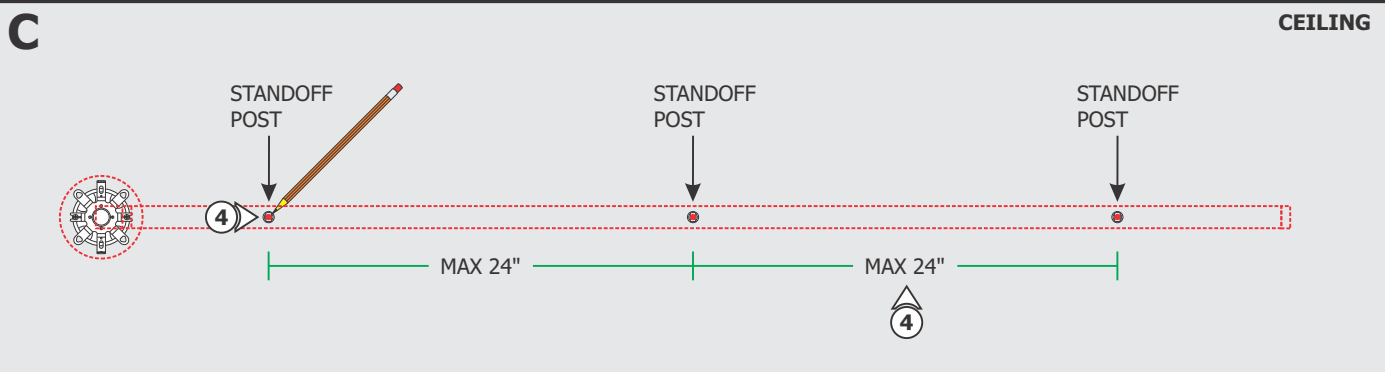 C
CEILING
STANDOFF
POST
STANDOFF
POST
STANDOFF
POST
4
MAX 24"
MAX 24"
4